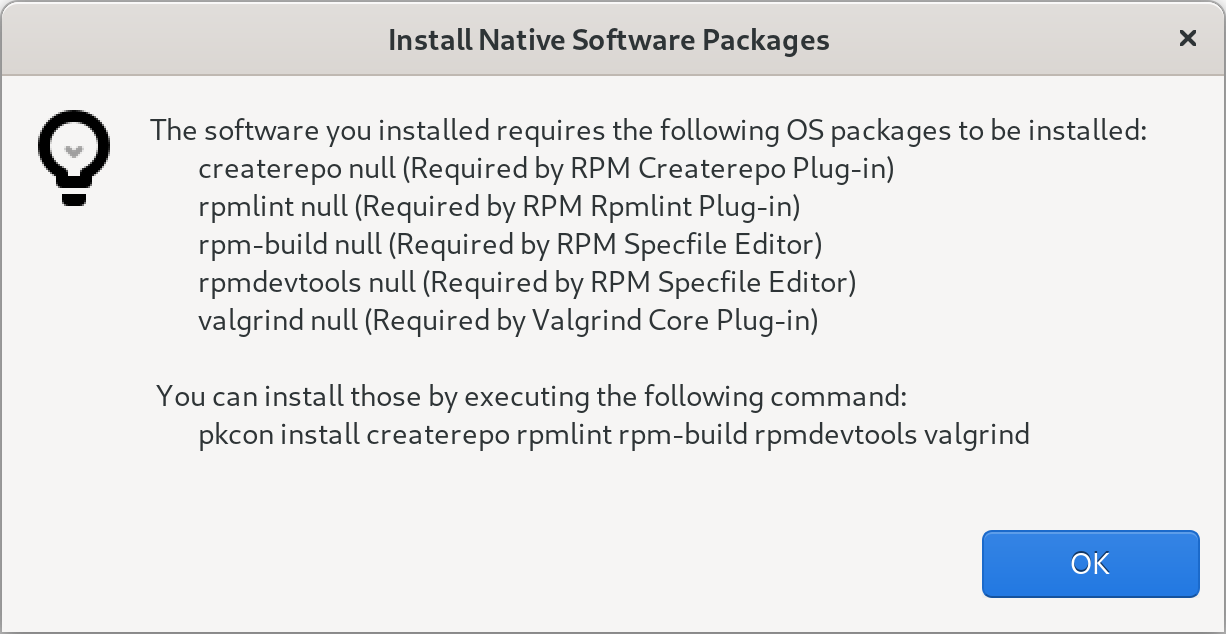 Install Native Software Packages
The software you installed requires the following OS packages to be installed:
createrepo null (Required by RPM Createrepo Plug-in)
rpmlint null (Required by RPM Rpmlint Plug-in)
rpm-build null (Required by RPM Specfile Editor)
rpmdevtools null (Required by RPM Specfile Editor)
valgrind null (Required by Valgrind Core Plug-in)
You can install those by executing the following command:
pkcon install createrepo rpmlint rpm-build rpmdevtools valgrind
OK